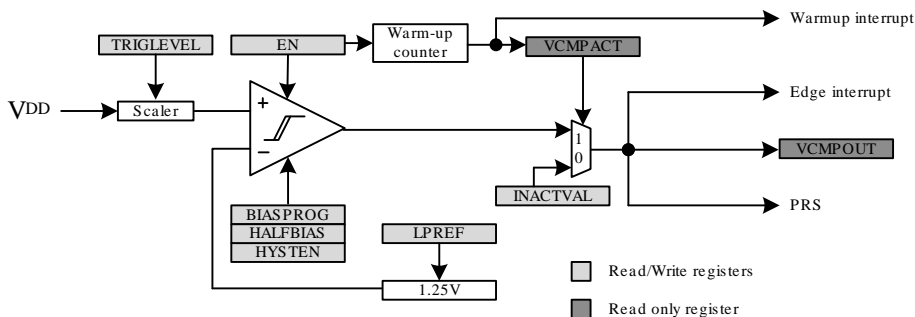 Warm-up
counter
Warmup interrupt
TRIGLEVEL
EN
VCMPACT
VDD
Scaler
+
−
Edge interrupt
1
0
VCMPOUT
INACTVAL
PRS
BIASPROG
HALFBIAS
HYSTEN
LPREF
1.25V
Read/Write registers
Read only register